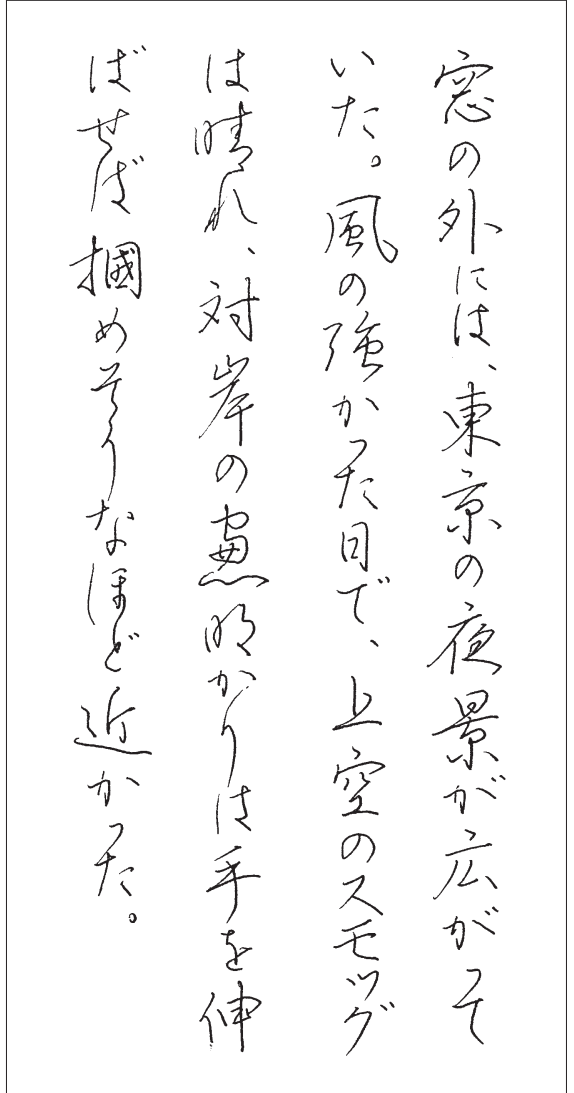 窓の外には、東京の夜景が広がって
いた。風の強かった日で、上空のスモッグ
は晴れ、対岸の窓明かりは手を伸
ばせば掴めそうなほど近かった。